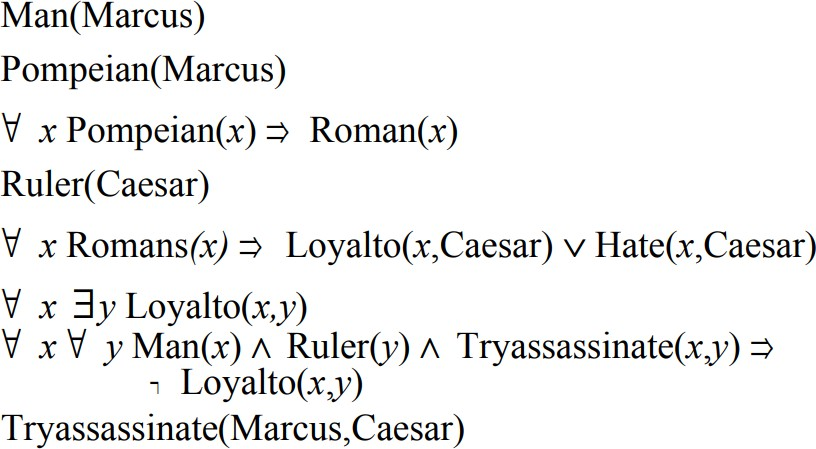 Man(Marcus)
Pompeian(Marcus)
∀ x Pompeian(x) ⇒ Roman(x)
Ruler(Caesar)
∀ x Romans(x) ⇒ Loyalto(x,Caesar) ∨ Hate(x,Caesar)
∀ x ∃y Loyalto(x,y)
∀ x ∀ y Man(x) ∧ Ruler(y) ∧ Tryassassinate(x,y) ⇒
¬ Loyalto(x,y)
Tryassassinate(Marcus,Caesar)